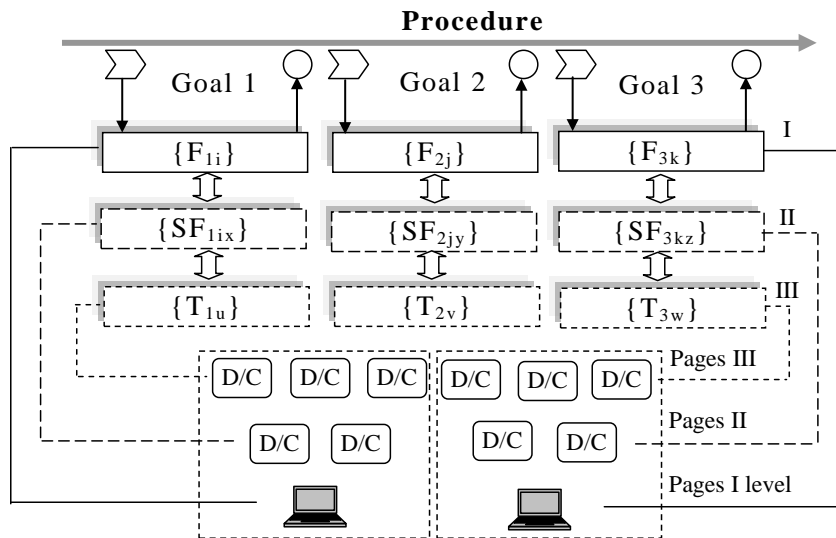 Procedure
Goal 1 Goal 2 Goal 3
I
{F1i} {F2j} {F3k}
II
{SF1ix} {SF2jy} {SF3kz}
III
{T1u} {T2v} {T3w}
Pages III
D/C D/C D/C D/C D/C D/C
Pages II
D/C D/C D/C D/C
Pages I level